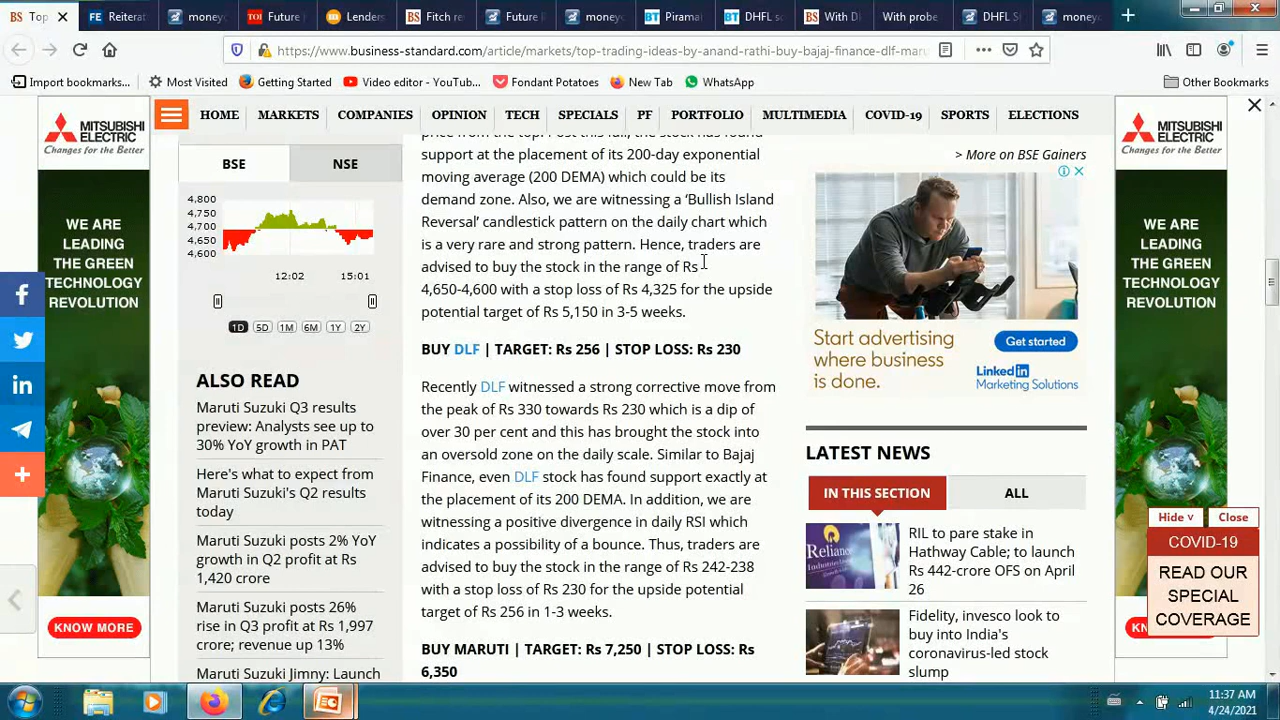 Top
Reiterat
moneyc
Future
Lenders
Fitch re
Future
moneyc
Piramal
DHFL sc
With D
With probe
DHFL S
moneyc
https://www.business-standard.com/article/markets/top-trading-ideas-by-anand-rathi-buy-bajaj-finance-dlf-maru
Import bookmarks...
Most Visited
Getting Started
Video editor - YouTub...
Fondant Potatoes
New Tab
WhatsApp
Other Bookmarks
HOME MARKETS COMPANIES OPINION TECH SPECIALS PF PORTFOLIO MULTIMEDIA COVID-19 SPORTS ELECTIONS
MITSUBISHI
ELECTRIC
Changes for the Better
WE ARE
LEADING
THE GREEN
TECHNOLOGY
REVOLUTION
KNOW MORE
BSE NSE
4,800
4,750
4,700
4,650
4,600
12:02 15:01
1D 5D 1M 6M 1Y 2Y
ALSO READ
Maruti Suzuki Q3 results
preview: Analysts see up to
30% YoY growth in PAT
Here's what to expect from
Maruti Suzuki's Q2 results
today
Maruti Suzuki posts 2% YoY
growth in Q2 profit at Rs
1,420 crore
Maruti Suzuki posts 26%
rise in Q3 profit at Rs 1,997
crore; revenue up 13%
Maruti Suzuki Jimny: Launch
support at the placement of its 200-day exponential
moving average (200 DEMA) which could be its
demand zone. Also, we are witnessing a ‘Bullish Island
Reversal’ candlestick pattern on the daily chart which
is a very rare and strong pattern. Hence, traders are
advised to buy the stock in the range of Rs
4,650-4,600 with a stop loss of Rs 4,325 for the upside
potential target of Rs 5,150 in 3-5 weeks.
BUY DLF | TARGET: Rs 256 | STOP LOSS: Rs 230
Recently DLF witnessed a strong corrective move from
the peak of Rs 330 towards Rs 230 which is a dip of
over 30 per cent and this has brought the stock into
an oversold zone on the daily scale. Similar to Bajaj
Finance, even DLF stock has found support exactly at
the placement of its 200 DEMA. In addition, we are
witnessing a positive divergence in daily RSI which
indicates a possibility of a bounce. Thus, traders are
advised to buy the stock in the range of Rs 242-238
with a stop loss of Rs 230 for the upside potential
target of Rs 256 in 1-3 weeks.
BUY MARUTI | TARGET: Rs 7,250 | STOP LOSS: Rs
6,350
> More on BSE Gainers
Start advertising
where business
is done.
Get started
LinkedIn
Marketing Solutions
LATEST NEWS
IN THIS SECTION ALL
Reliance
RIL to pare stake in
Hathway Cable; to launch
Rs 442-crore OFS on April
26
Fidelity, invesco look to
buy into India's
coronavirus-led stock
slump
MITSUBISHI
ELECTRIC
Changes for the Better
WE ARE
LEADING
THE GREEN
TECHNOLOGY
REVOLUTION
Hide v Close
COVID-19
READ OUR
SPECIAL
COVERAGE
11:37 AM
4/24/2021